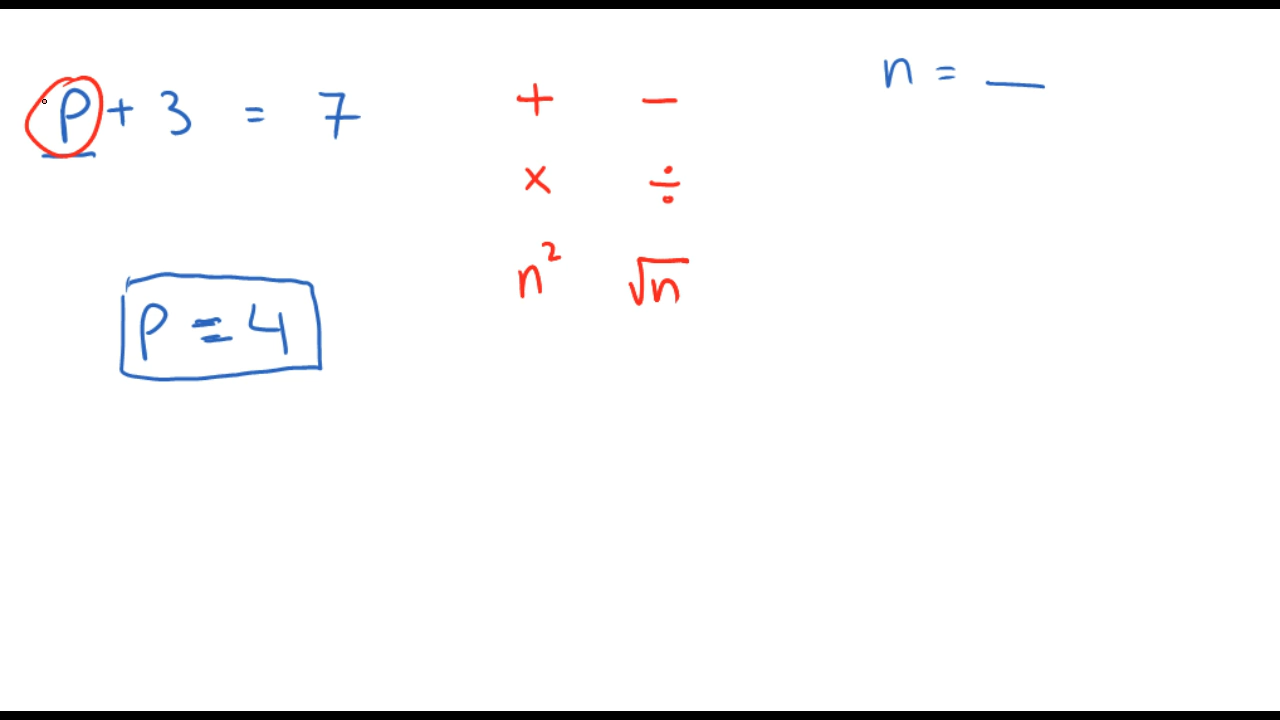 P + 3 = 7
P = 4
+ −
× ÷
n² √n
n = __